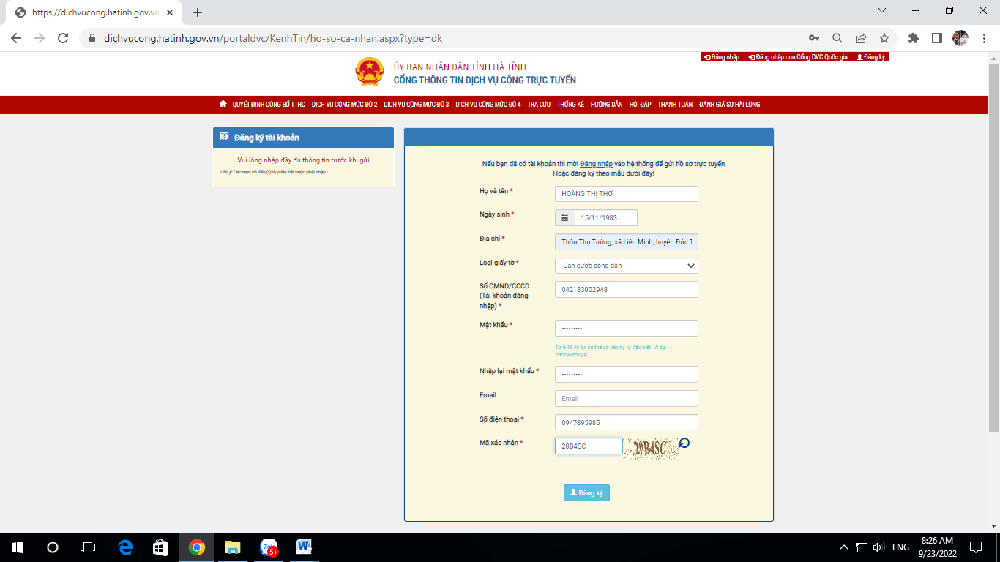 https://dichvucong.hatinh.gov.vn
dichvucong.hatinh.gov.vn/portaldvc/KenhTin/ho-so-ca-nhan.aspx?type=dk
Đăng nhập Đăng nhập qua Cổng DVC Quốc gia Đăng ký
ỦY BAN NHÂN DÂN TỈNH HÀ TĨNH
CỔNG THÔNG TIN DỊCH VỤ CÔNG TRỰC TUYẾN
QUYẾT ĐỊNH CÔNG BỐ TTHC DỊCH VỤ CÔNG MỨC ĐỘ 2 DỊCH VỤ CÔNG MỨC ĐỘ 3 DỊCH VỤ CÔNG MỨC ĐỘ 4 TRA CỨU THỐNG KÊ HƯỚNG DẪN HỎI ĐÁP THANH TOÁN ĐÁNH GIÁ SỰ HÀI LÒNG
Đăng ký tài khoản
Vui lòng nhập đầy đủ thông tin trước khi gửi
Chú ý: Các mục có dấu (*) là phần bắt buộc phải nhập !
Nếu bạn đã có tài khoản thì mời Đăng nhập vào hệ thống để gửi hồ sơ trực tuyến
Hoặc đăng ký theo mẫu dưới đây!
Họ và tên * HOÀNG THỊ THƠ
Ngày sinh * 15/11/1983
Địa chỉ * Thôn Thọ Tường, xã Liên Minh, huyện Đức T
Loại giấy tờ * Căn cước công dân
Số CMND/CCCD 042183002948
(Tài khoản đăng
nhập) *
Mật khẩu * •••••••••
Từ 6-18 ký tự, có thể có các ký tự đặc biệt. Ví dụ:
password!@#
Nhập lại mật khẩu * •••••••••
Email Email
Số điện thoại * 0947895985
Mã xác nhận * 20B4SC 20B4SC
Đăng ký
Zalo 5+
ENG
8:26 AM
9/23/2022